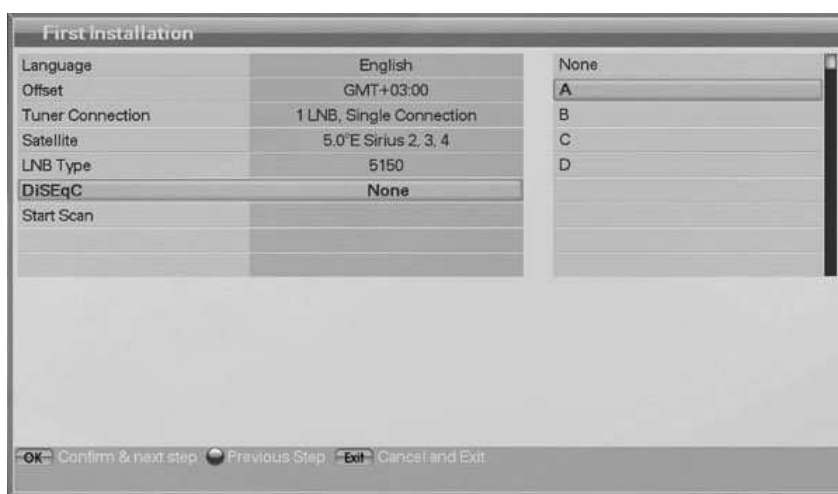 First Installation
Language English
Offset GMT+03:00
Tuner Connection 1 LNB, Single Connection
Satellite 5.0°E Sirius 2, 3, 4
LNB Type 5150
DiSEqC None
Start Scan
None
A
B
C
D
OK Confirm & next step Previous Step Exit Cancel and Exit